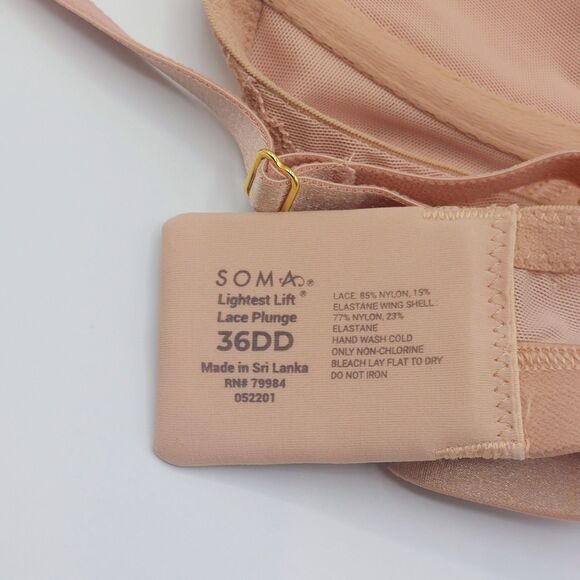 SOMA®
Lightest Lift®
Lace Plunge
36DD
Made in Sri Lanka
RN# 79984
052201
LACE: 85% NYLON, 15%
ELASTANE WING SHELL:
77% NYLON, 23%
ELASTANE
HAND WASH COLD
ONLY NON-CHLORINE
BLEACH LAY FLAT TO DRY
DO NOT IRON